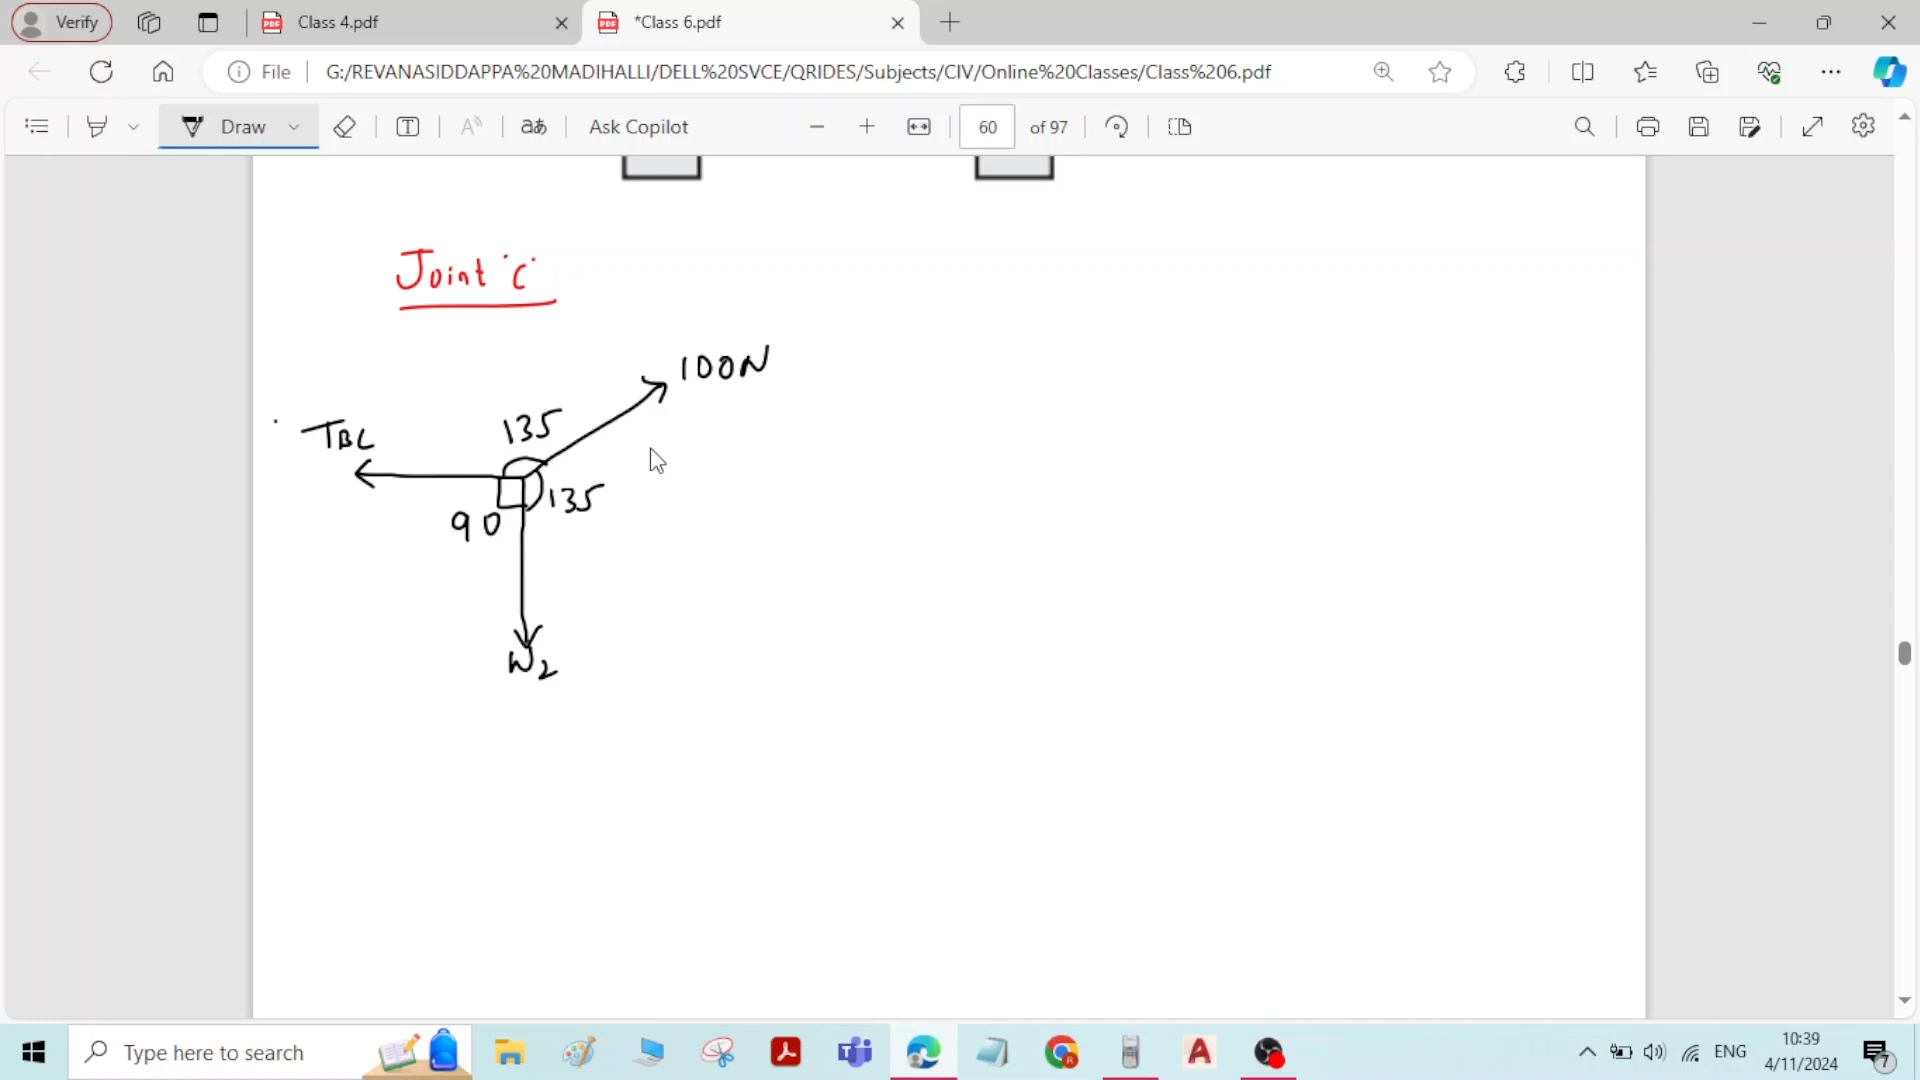 Verify
Class 4.pdf
*Class 6.pdf
File
G:/REVANASIDDAPPA%20MADIHALLI/DELL%20SVCE/QRIDES/Subjects/CIV/Online%20Classes/Class%206.pdf
Draw
Ask Copilot
60 of 97
Joint 'C'
100N
135
TBC
135
90
W2
Type here to search
ENG
10:39
4/11/2024
7